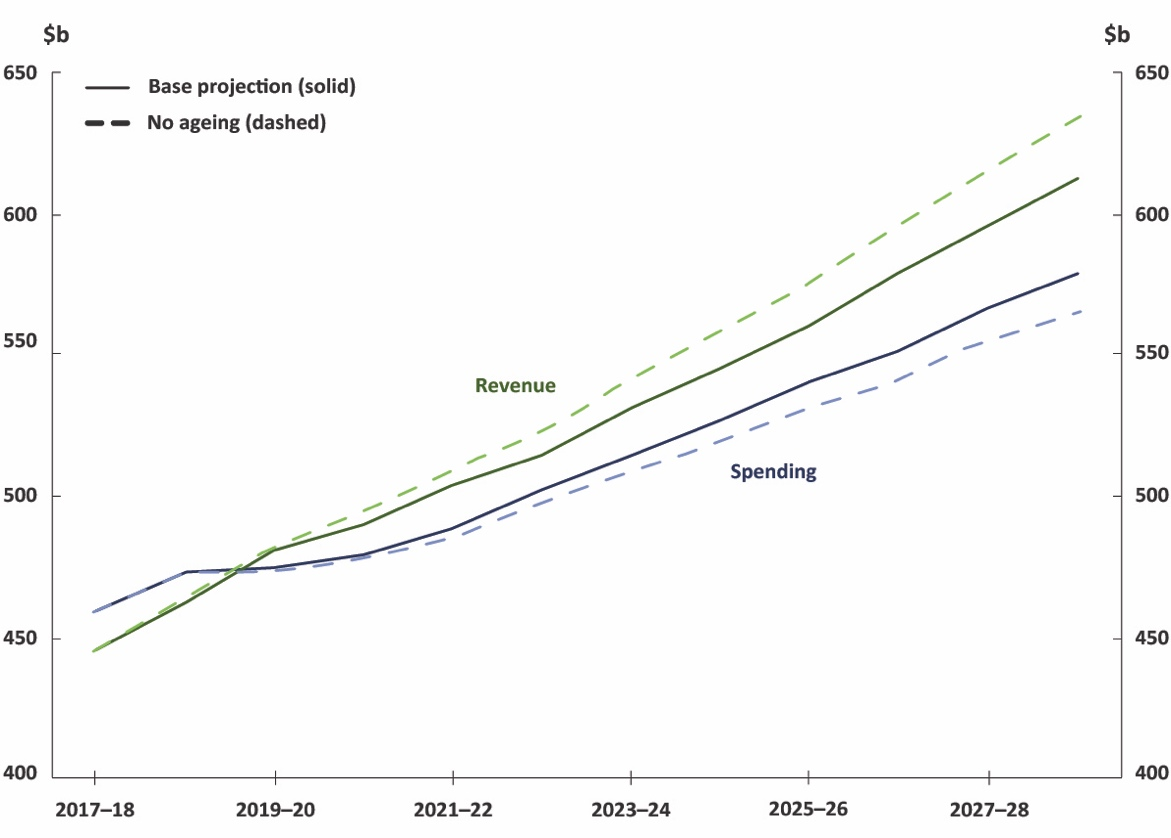 $b $b
650 650
Base projection (solid)
No ageing (dashed)
600 600
550 550
Revenue
Spending
500 500
450 450
400 400
2017–18 2019–20 2021–22 2023–24 2025–26 2027–28